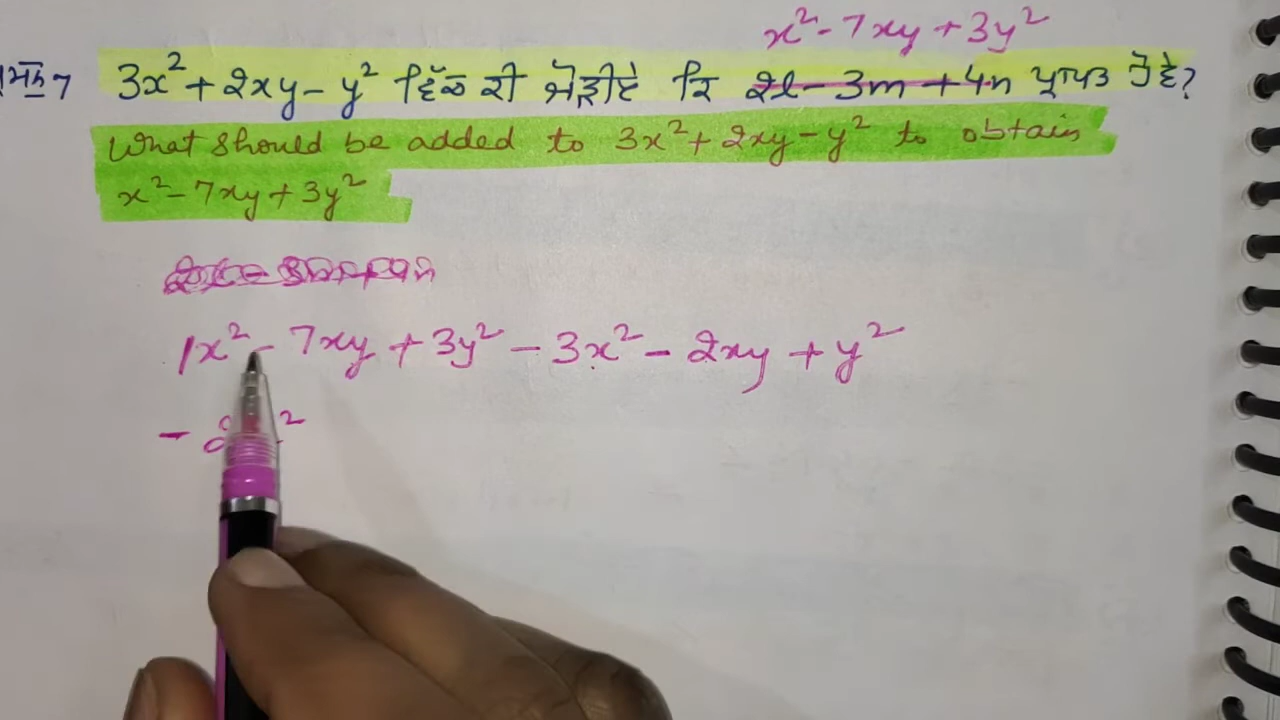 x² - 7xy + 3y²
ਪ੍ਰਸ਼ਨ 7 3x² + 2xy - y² ਵਿੱਚ ਕੀ ਜੋੜੀਏ ਕਿ 2l - 3m + 4n ਪ੍ਰਾਪਤ ਹੋਵੇ?
What should be added to 3x² + 2xy - y² to obtain
x² - 7xy + 3y²
1x² - 7xy + 3y² - 3x² - 2xy + y²